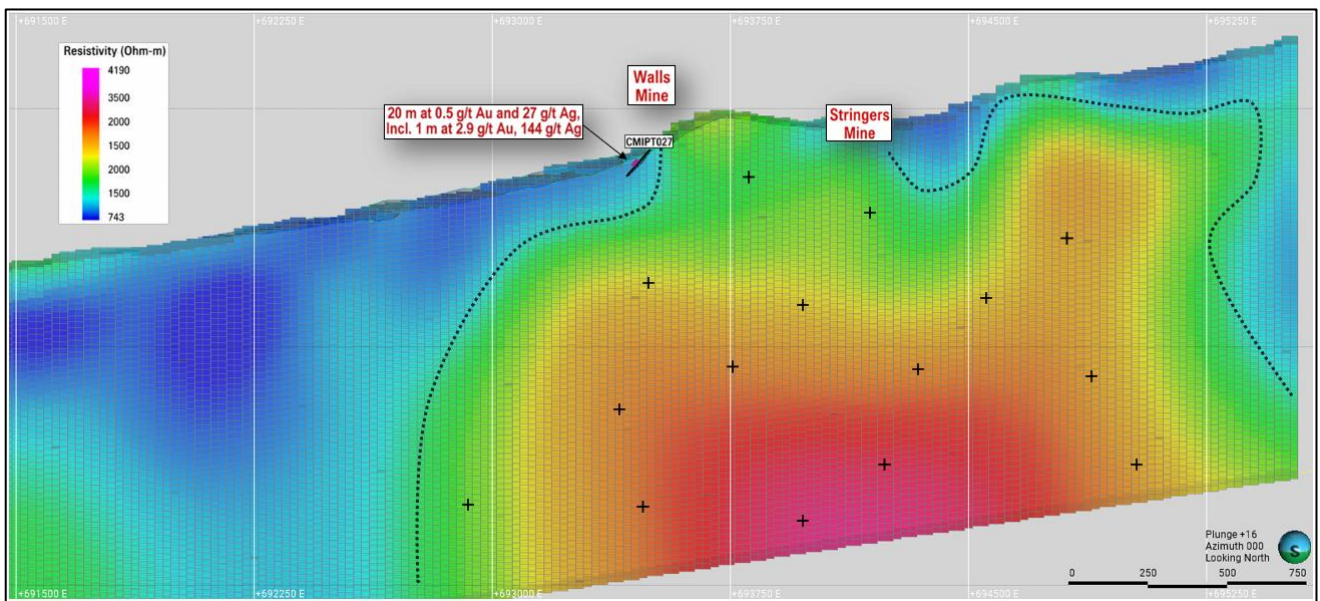 +691500 E
+692250 E
+693000 E
+693750 E
+694500 E
+695250 E
Resistivity (Ohm-m)
4190
3500
2000
1500
2000
1500
743
20 m at 0.5 g/t Au and 27 g/t Ag,
Incl. 1 m at 2.9 g/t Au, 144 g/t Ag
Walls
Mine
CMIPT027
Stringers
Mine
Plunge +16
Azimuth 000
Looking North
S
0
250
500
750
+691500 E
+692250 E
+693000 E
+693750 E
+694500 E
+695250 E